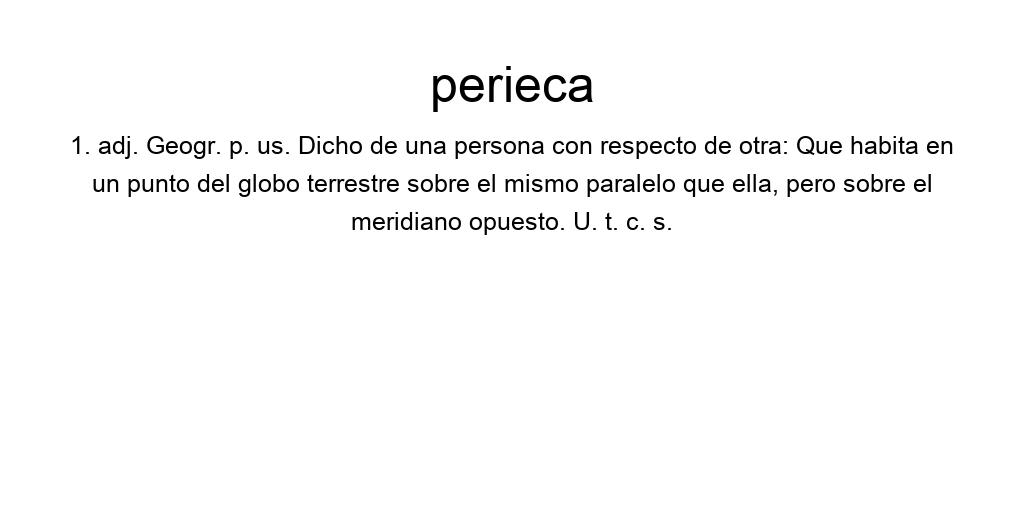 perieca
1. adj. Geogr. p. us. Dicho de una persona con respecto de otra: Que habita en
un punto del globo terrestre sobre el mismo paralelo que ella, pero sobre el
meridiano opuesto. U. t. c. s.